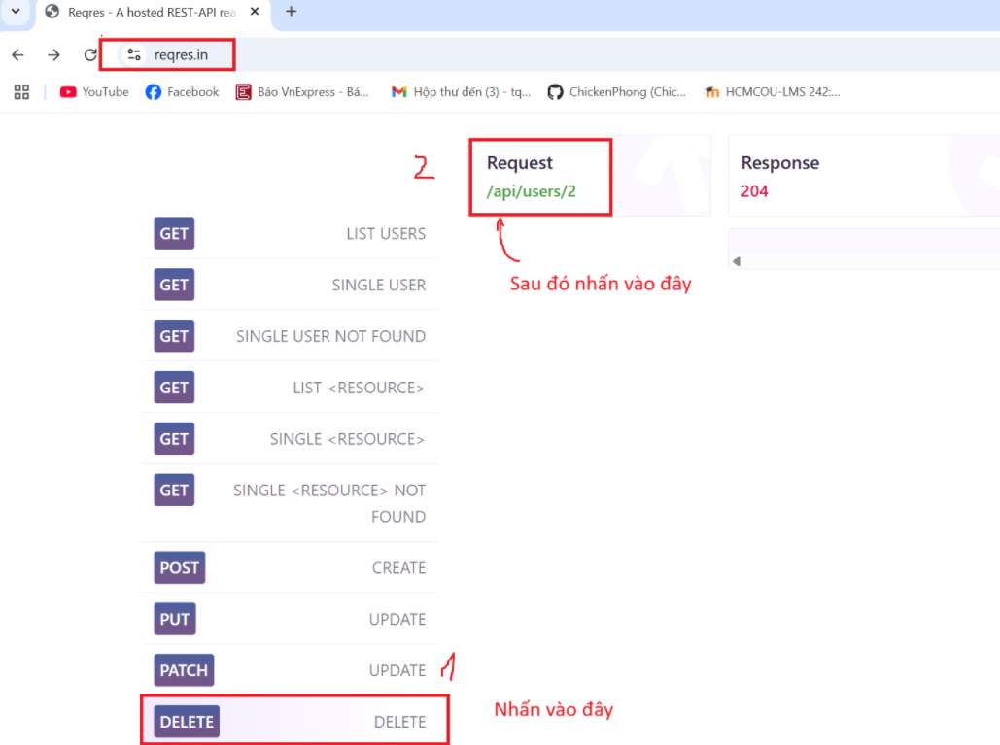 Reqres - A hosted REST-API rea
reqres.in
YouTube
Facebook
Báo VnExpress - Bá...
Hộp thư đến (3) - tq...
ChickenPhong (Chic...
HCMCOU-LMS 242:...
2
Request
/api/users/2
Response
204
Sau đó nhấn vào đây
GET LIST USERS
GET SINGLE USER
GET SINGLE USER NOT FOUND
GET LIST <RESOURCE>
GET SINGLE <RESOURCE>
GET SINGLE <RESOURCE> NOT
FOUND
POST CREATE
PUT UPDATE
PATCH UPDATE
1
DELETE DELETE
Nhấn vào đây